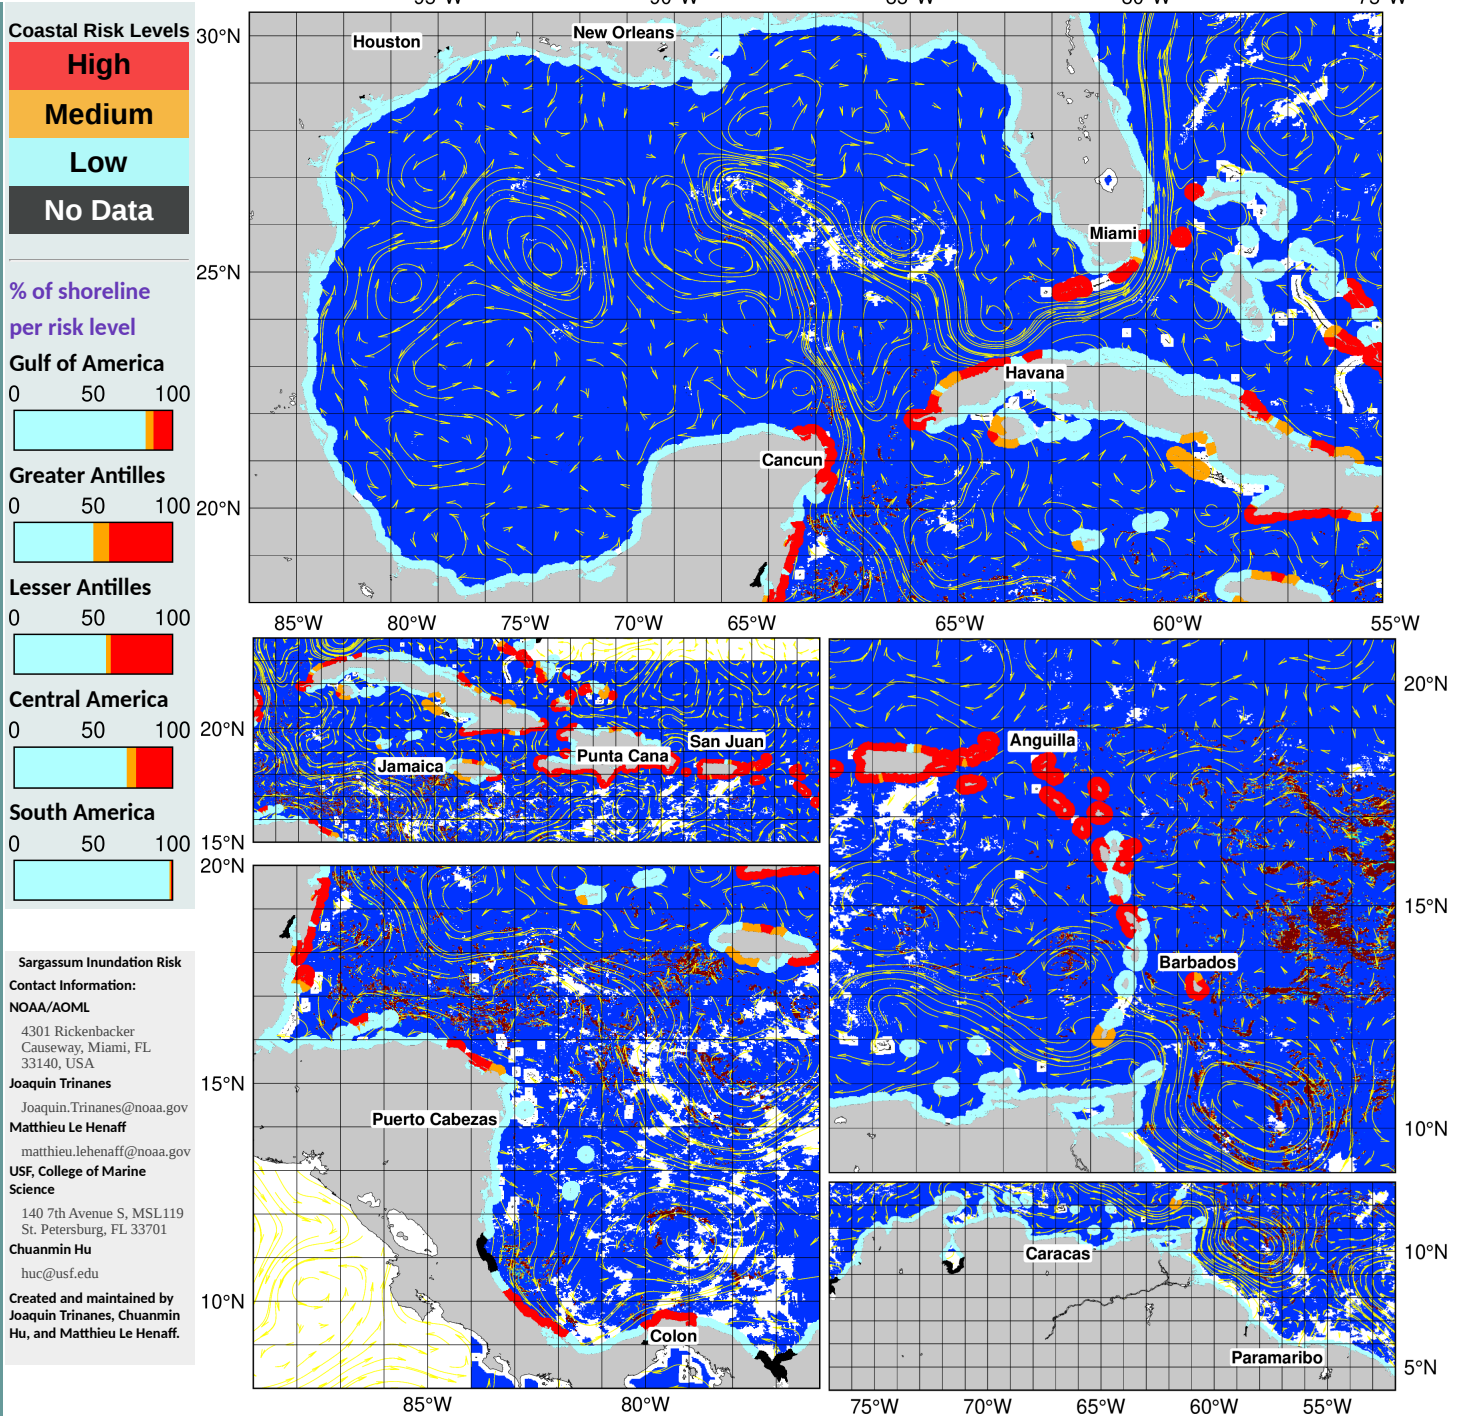 Coastal Risk Levels
High
Medium
Low
No Data
% of shoreline
per risk level
Gulf of America
0 50 100
Greater Antilles
0 50 100
Lesser Antilles
0 50 100
Central America
0 50 100
South America
0 50 100
Sargassum Inundation Risk
Contact Information:
NOAA/AOML
4301 Rickenbacker
Causeway, Miami, FL
33140, USA
Joaquin Trinanes
Joaquin.Trinanes@noaa.gov
Matthieu Le Henaff
matthieu.lehenaff@noaa.gov
USF, College of Marine
Science
140 7th Avenue S, MSL119
St. Petersburg, FL 33701
Chuanmin Hu
huc@usf.edu
Created and maintained by
Joaquin Trinanes, Chuanmin
Hu, and Matthieu Le Henaff.
30°N
25°N
20°N
Houston
New Orleans
Miami
Havana
Cancun
85°W 80°W 75°W 70°W 65°W
20°N
15°N
Jamaica
Punta Cana
San Juan
65°W 60°W 55°W
20°N
15°N
10°N
Anguilla
Barbados
20°N
15°N
10°N
Puerto Cabezas
Colon
85°W 80°W
Caracas
Paramaribo
10°N
5°N
75°W 70°W 65°W 60°W 55°W